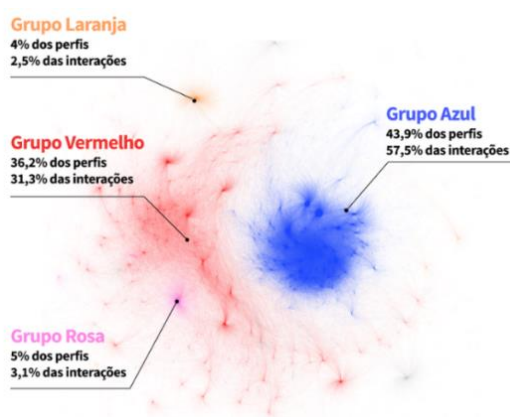 Grupo Laranja
4% dos perfis
2,5% das interações
Grupo Azul
43,9% dos perfis
57,5% das interações
Grupo Vermelho
36,2% dos perfis
31,3% das interações
Grupo Rosa
5% dos perfis
3,1% das interações